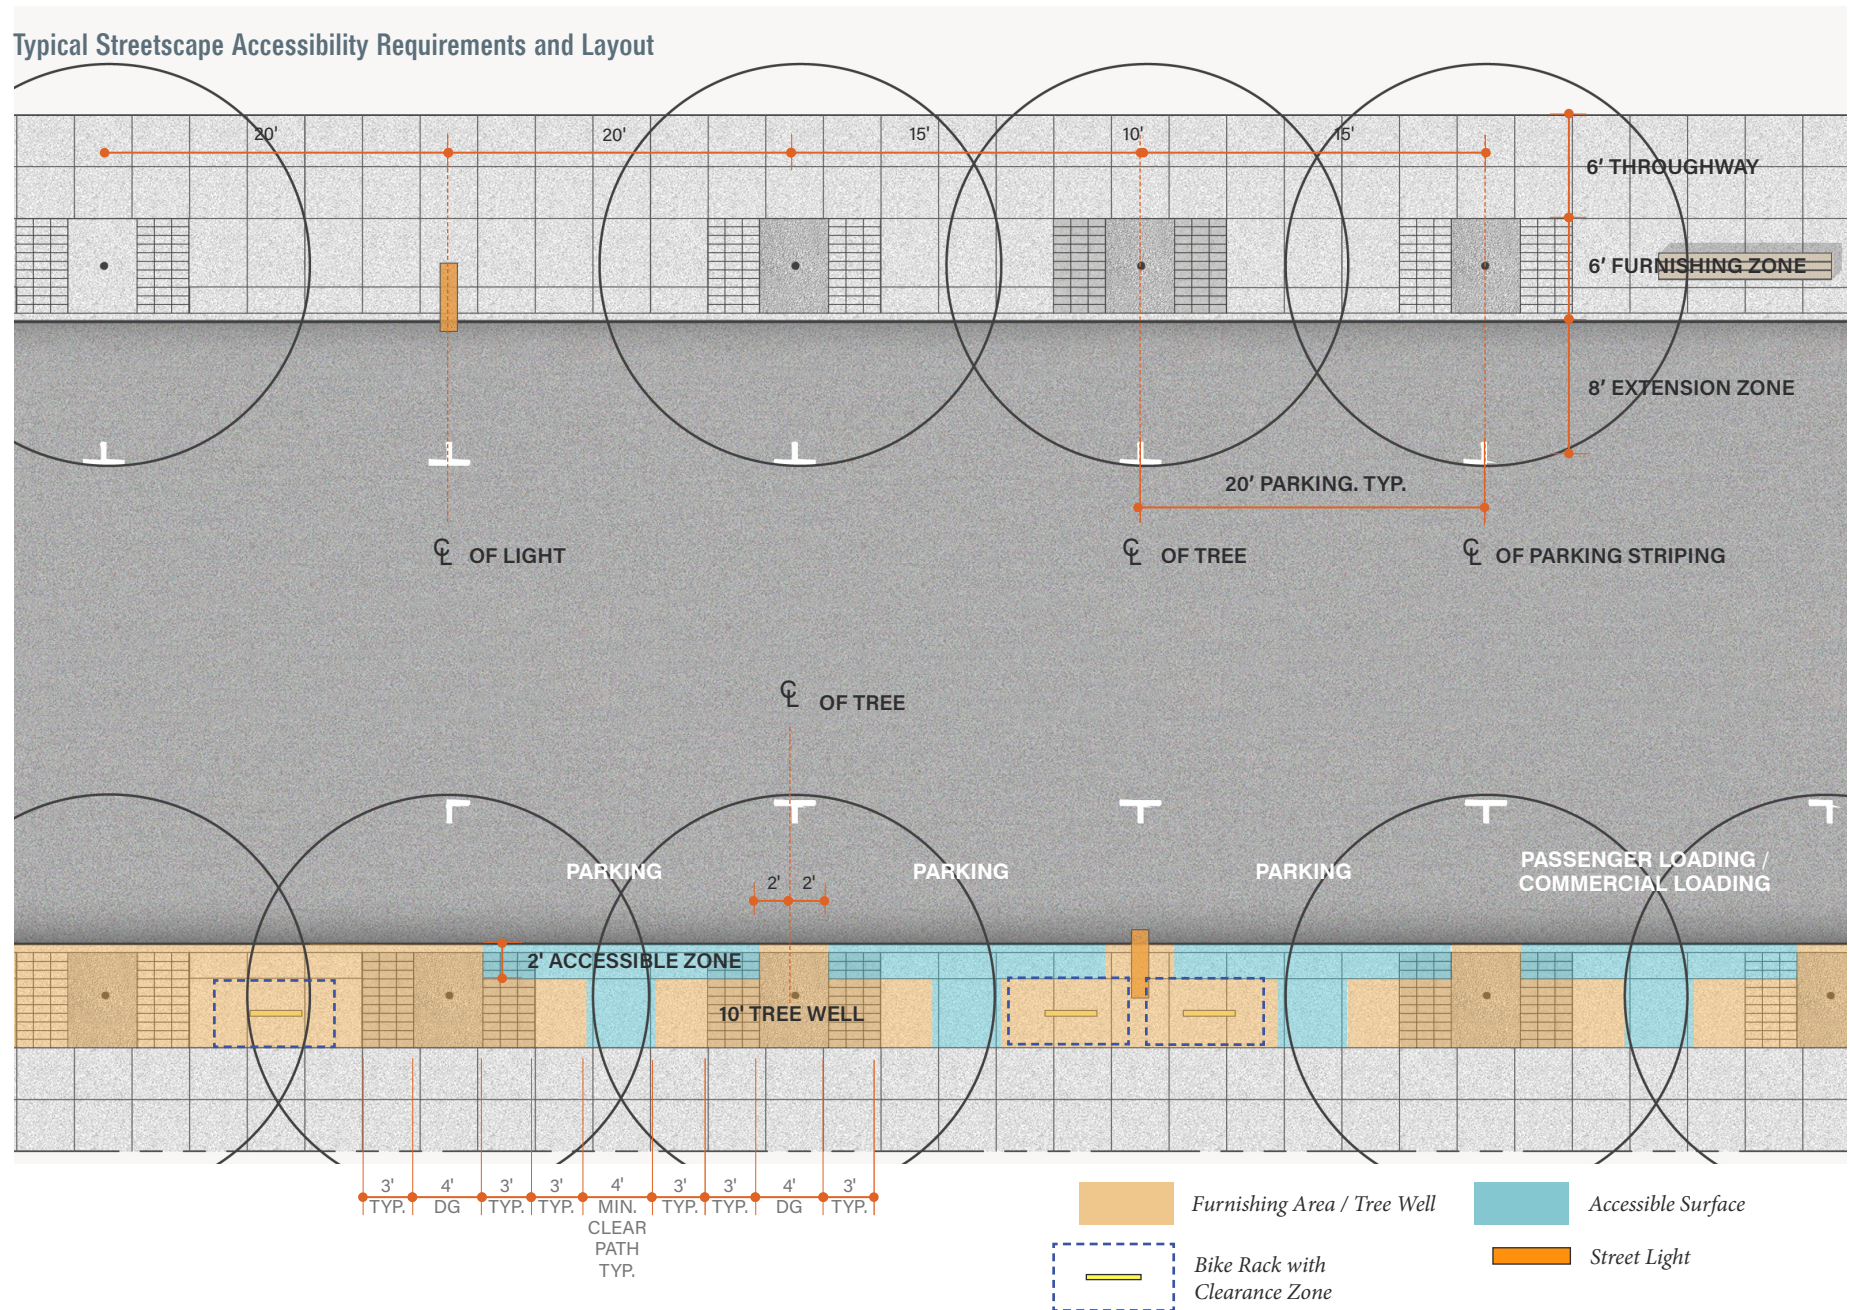 Typical Streetscape Accessibility Requirements and Layout
20'
20'
15'
10'
15'
6' THROUGHWAY
6' FURNISHING ZONE
8' EXTENSION ZONE
20' PARKING. TYP.
℄ OF LIGHT
℄ OF TREE
℄ OF PARKING STRIPING
℄ OF TREE
PARKING
PARKING
PARKING
PASSENGER LOADING /
COMMERCIAL LOADING
2'
2'
2' ACCESSIBLE ZONE
10' TREE WELL
3'
TYP.
4'
DG
3'
TYP.
3'
TYP.
4'
MIN.
CLEAR
PATH
TYP.
3'
TYP.
3'
TYP.
4'
DG
3'
TYP.
Furnishing Area / Tree Well
Accessible Surface
Bike Rack with
Clearance Zone
Street Light